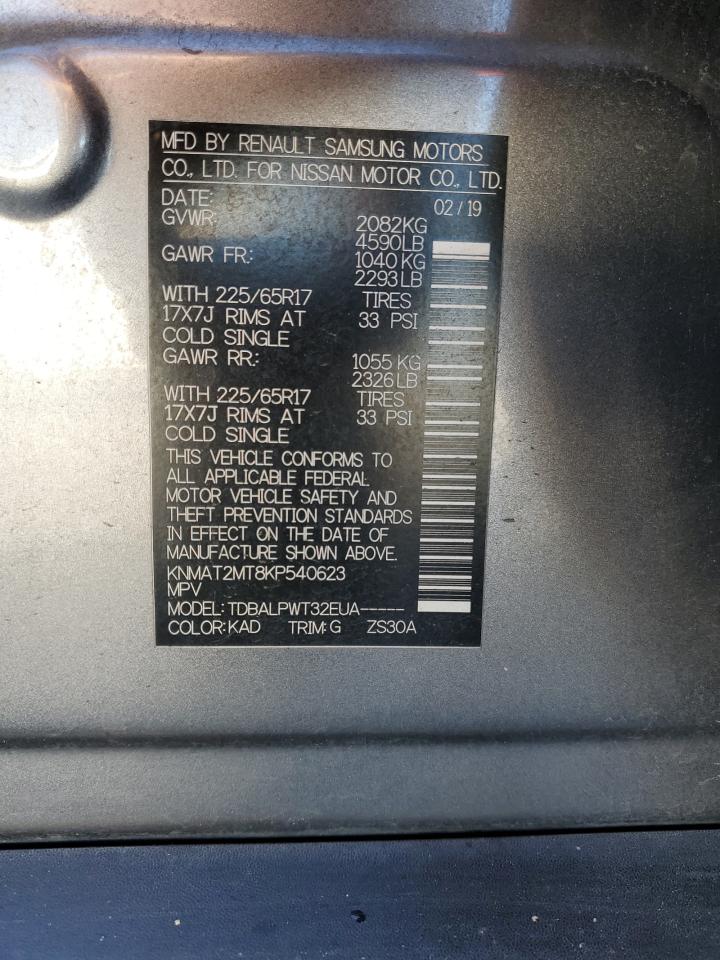 MFD BY RENAULT SAMSUNG MOTORS
CO., LTD. FOR NISSAN MOTOR CO., LTD.
DATE: 02 / 19
GVWR: 2082KG
4590LB
GAWR FR.: 1040 KG
2293LB
WITH 225/65R17 TIRES
17X7J RIMS AT 33 PSI
COLD SINGLE
GAWR RR.: 1055 KG
2326LB
WITH 225/65R17 TIRES
17X7J RIMS AT 33 PSI
COLD SINGLE
THIS VEHICLE CONFORMS TO
ALL APPLICABLE FEDERAL
MOTOR VEHICLE SAFETY AND
THEFT PREVENTION STANDARDS
IN EFFECT ON THE DATE OF
MANUFACTURE SHOWN ABOVE.
KNMAT2MT8KP540623
MPV
MODEL: TDBALPWT32EUA-----
COLOR: KAD TRIM: G ZS30A